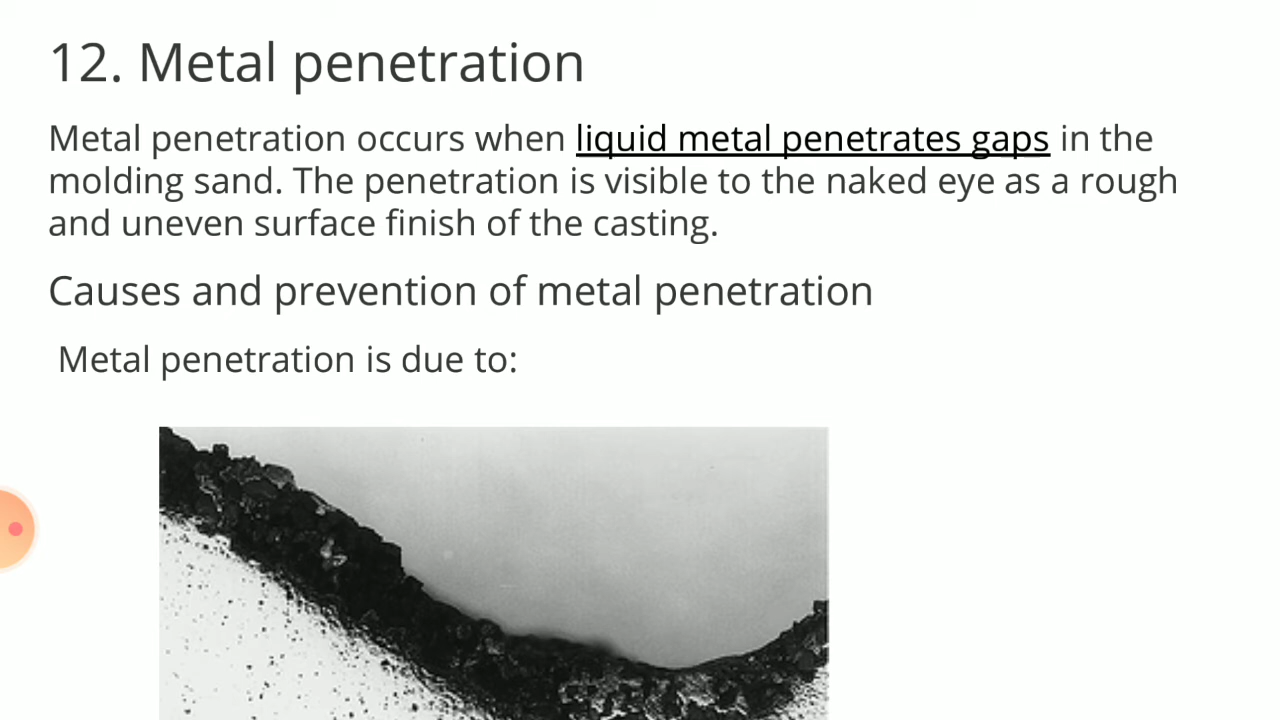 12. Metal penetration
Metal penetration occurs when liquid metal penetrates gaps in the
molding sand. The penetration is visible to the naked eye as a rough
and uneven surface finish of the casting.
Causes and prevention of metal penetration
Metal penetration is due to: